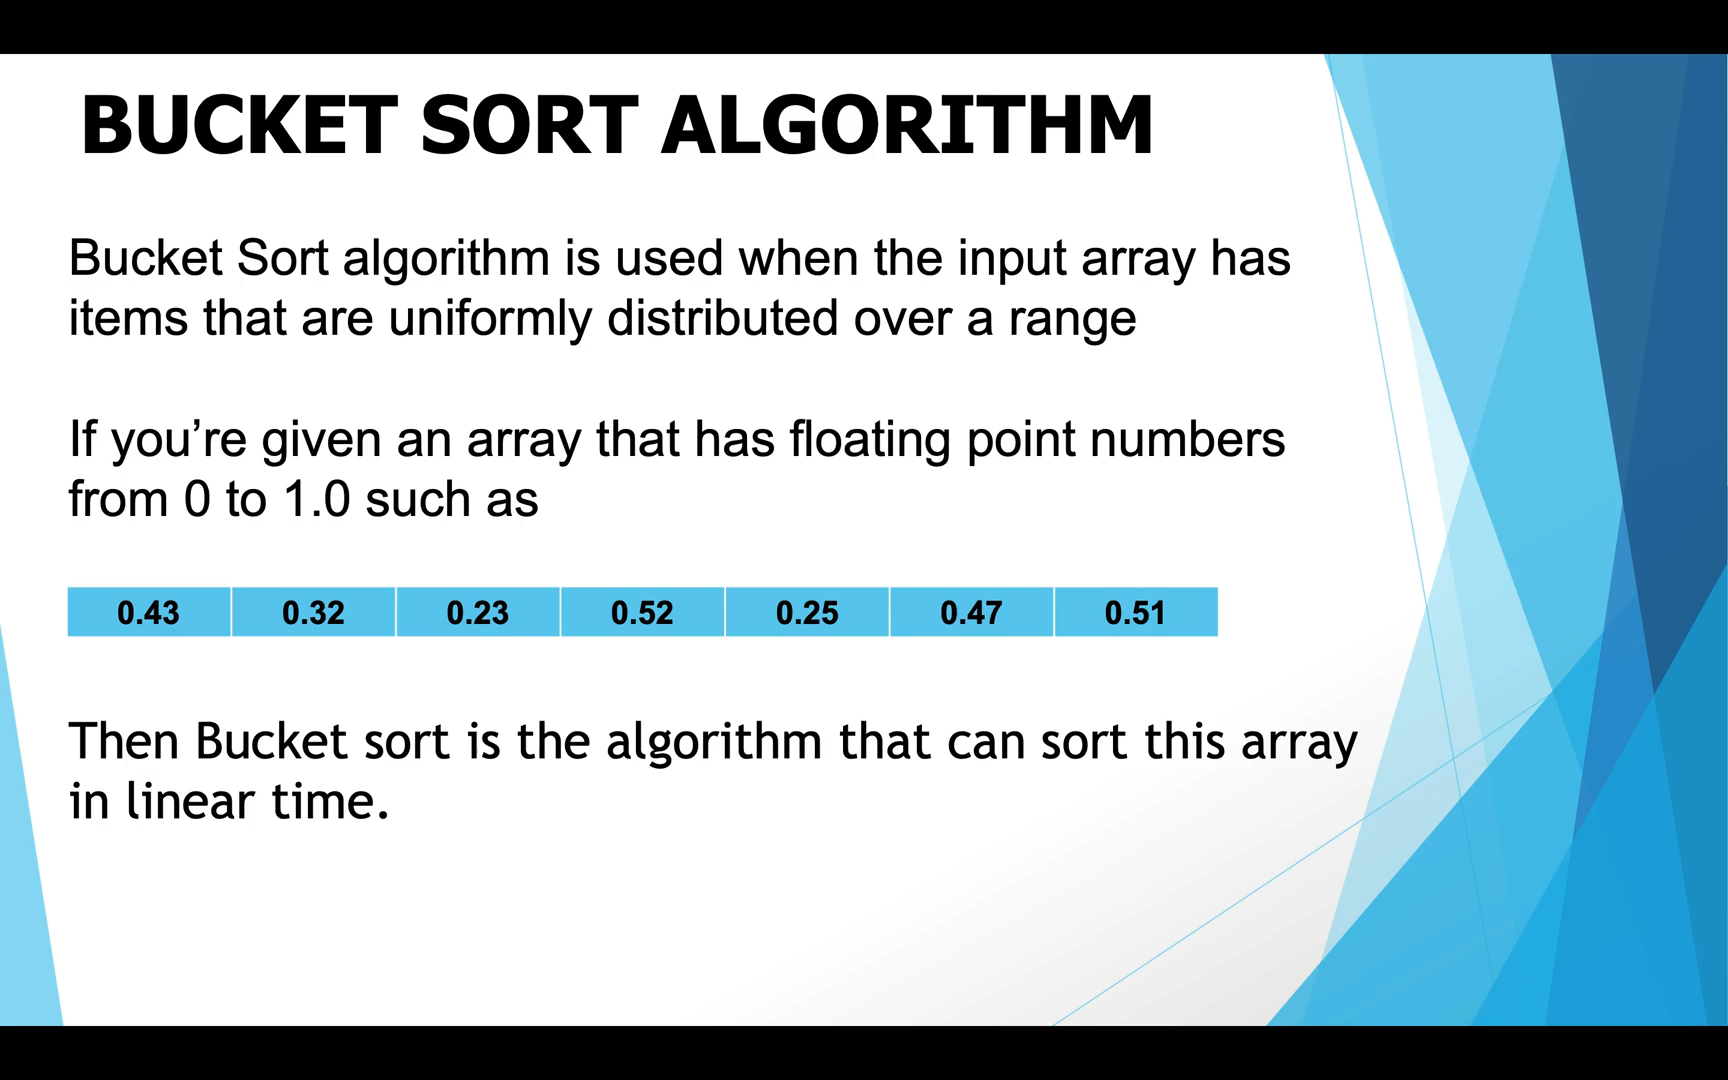 BUCKET SORT ALGORITHM
Bucket Sort algorithm is used when the input array has
items that are uniformly distributed over a range
If you’re given an array that has floating point numbers
from 0 to 1.0 such as
0.43 0.32 0.23 0.52 0.25 0.47 0.51
Then Bucket sort is the algorithm that can sort this array
in linear time.